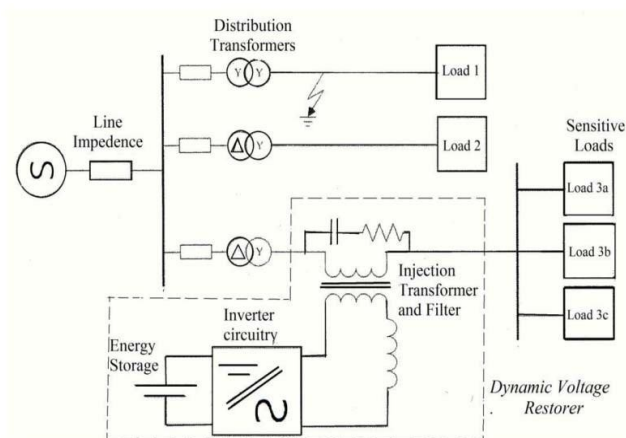 Distribution
Transformers
Y Y
Load 1
Line
Impedence
Δ Y
Load 2
Sensitive
Loads
S
Load 3a
Δ Y
Load 3b
Injection
Transformer
and Filter
Load 3c
Inverter
circuitry
Energy
Storage
Dynamic Voltage
. Restorer